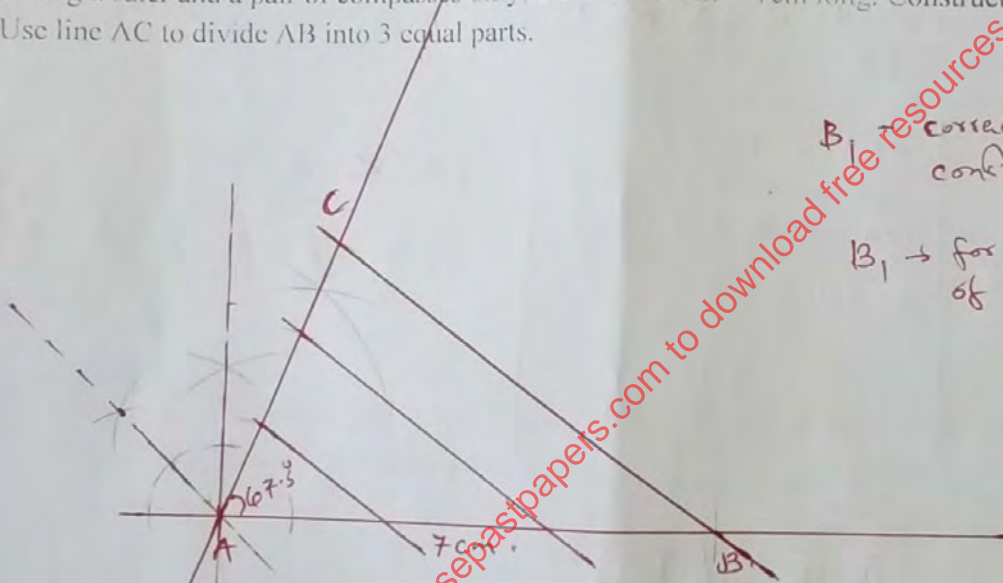 Use line AC to divide AB into 3 equal parts.
B1 → corre
B1 → for
of
C
67.5
A
7cm.
B
sepastpapers.com to download free resources